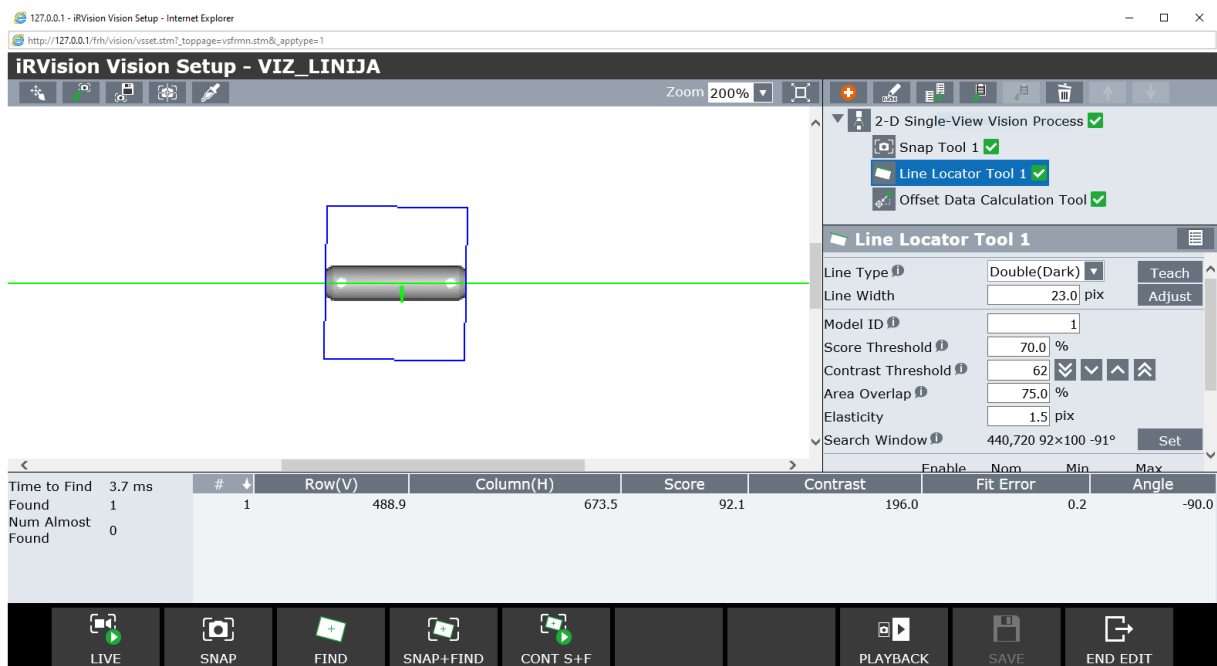 127.0.0.1 - iRVision Vision Setup - Internet Explorer
http://127.0.0.1/frh/vision/vsset.stm?_toppage=vsfrmn.stm&_apptype=1
iRVision Vision Setup - VIZ_LINIJA
Zoom 200%
2-D Single-View Vision Process
Snap Tool 1
Line Locator Tool 1
Offset Data Calculation Tool
Line Locator Tool 1
Line Type Double(Dark) Teach
Line Width 23.0 pix Adjust
Model ID 1
Score Threshold 70.0 %
Contrast Threshold 62
Area Overlap 75.0 %
Elasticity 1.5 pix
Search Window 440,720 92×100 -91° Set
Enable Nom Min Max
Time to Find 3.7 ms
Found 1
Num Almost Found 0
# Row(V) Column(H) Score Contrast Fit Error Angle
1 488.9 673.5 92.1 196.0 0.2 -90.0
LIVE SNAP FIND SNAP+FIND CONT S+F PLAYBACK SAVE END EDIT